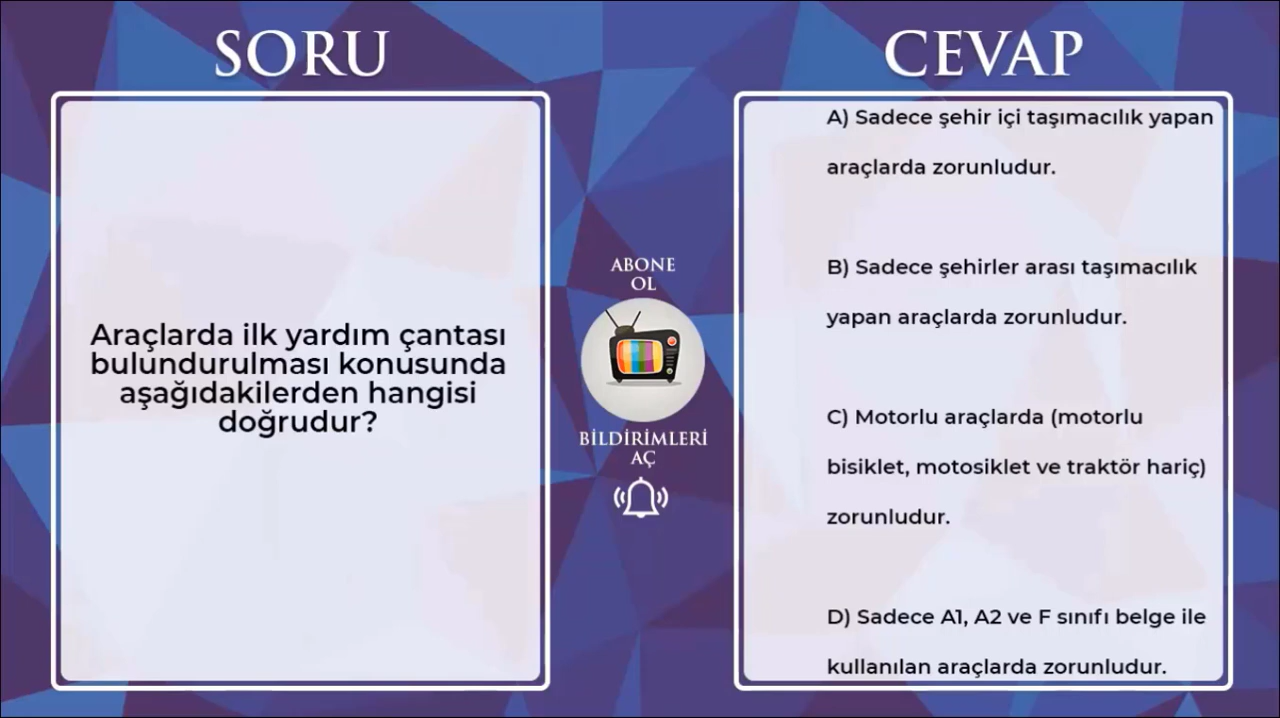 SORU
Araçlarda ilk yardım çantası
bulundurulması konusunda
aşağıdakilerden hangisi
doğrudur?
ABONE
OL
BİLDİRİMLERİ
AÇ
CEVAP
A) Sadece şehir içi taşımacılık yapan
araçlarda zorunludur.
B) Sadece şehirler arası taşımacılık
yapan araçlarda zorunludur.
C) Motorlu araçlarda (motorlu
bisiklet, motosiklet ve traktör hariç)
zorunludur.
D) Sadece A1, A2 ve F sınıfı belge ile
kullanılan araçlarda zorunludur.